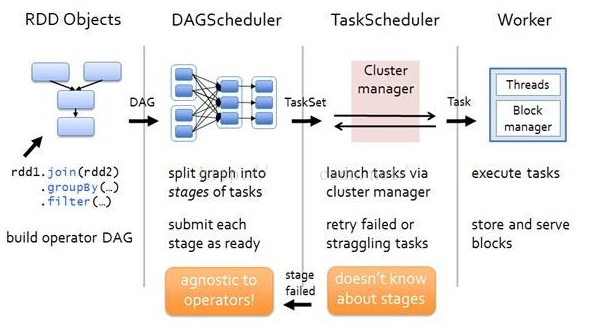 RDD Objects
DAGScheduler
TaskScheduler
Worker
DAG
TaskSet
Cluster
manager
Task
Threads
Block
manager
rdd1.join(rdd2)
.groupBy(…)
.filter(…)
build operator DAG
split graph into
stages of tasks
submit each
stage as ready
launch tasks via
cluster manager
retry failed or
straggling tasks
execute tasks
store and serve
blocks
agnostic to
operators!
stage
failed
doesn't know
about stages